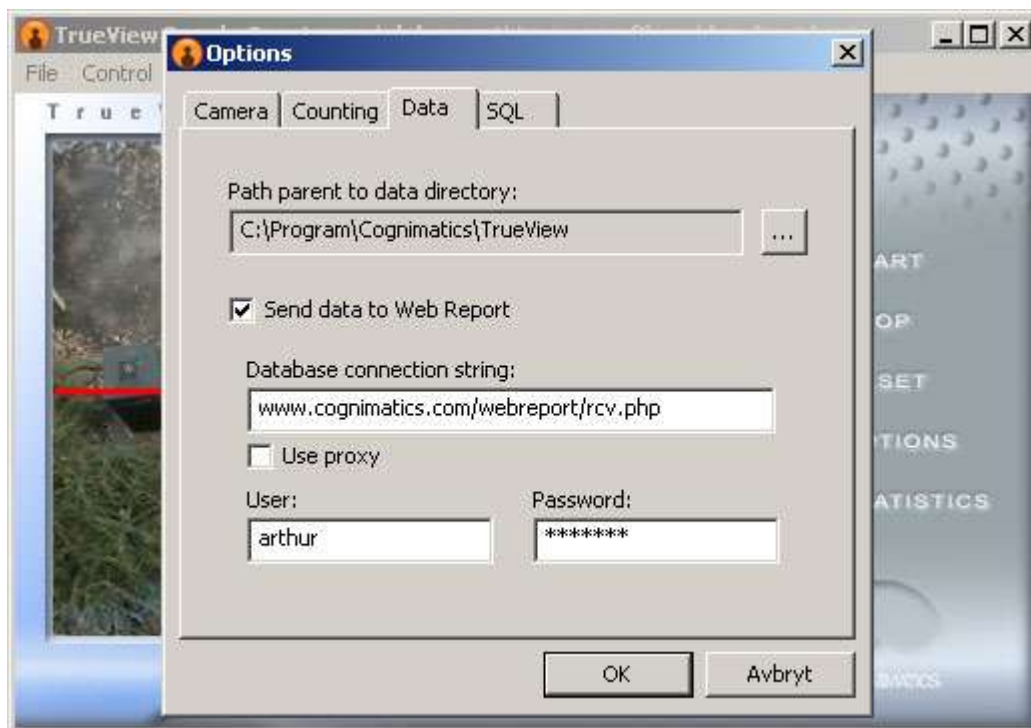 TrueView
Options
File Control
Camera Counting Data SQL
Path parent to data directory:
C:\Program\Cognimatics\TrueView
...
Send data to Web Report
Database connection string:
www.cognimatics.com/webreport/rcv.php
Use proxy
User: Password:
arthur *******
OK Avbryt
ART
OP
SET
TIONS
ATISTICS